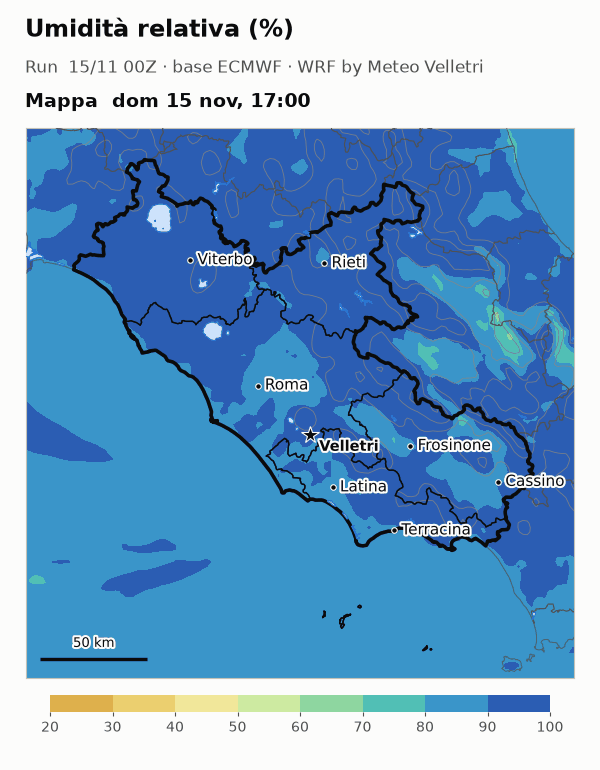 Umidità relativa (%)
Run 15/11 00Z · base ECMWF · WRF by Meteo Velletri
Mappa dom 15 nov, 17:00
Viterbo
Rieti
Roma
Velletri
Frosinone
Cassino
Latina
Terracina
50 km
20 30 40 50 60 70 80 90 100